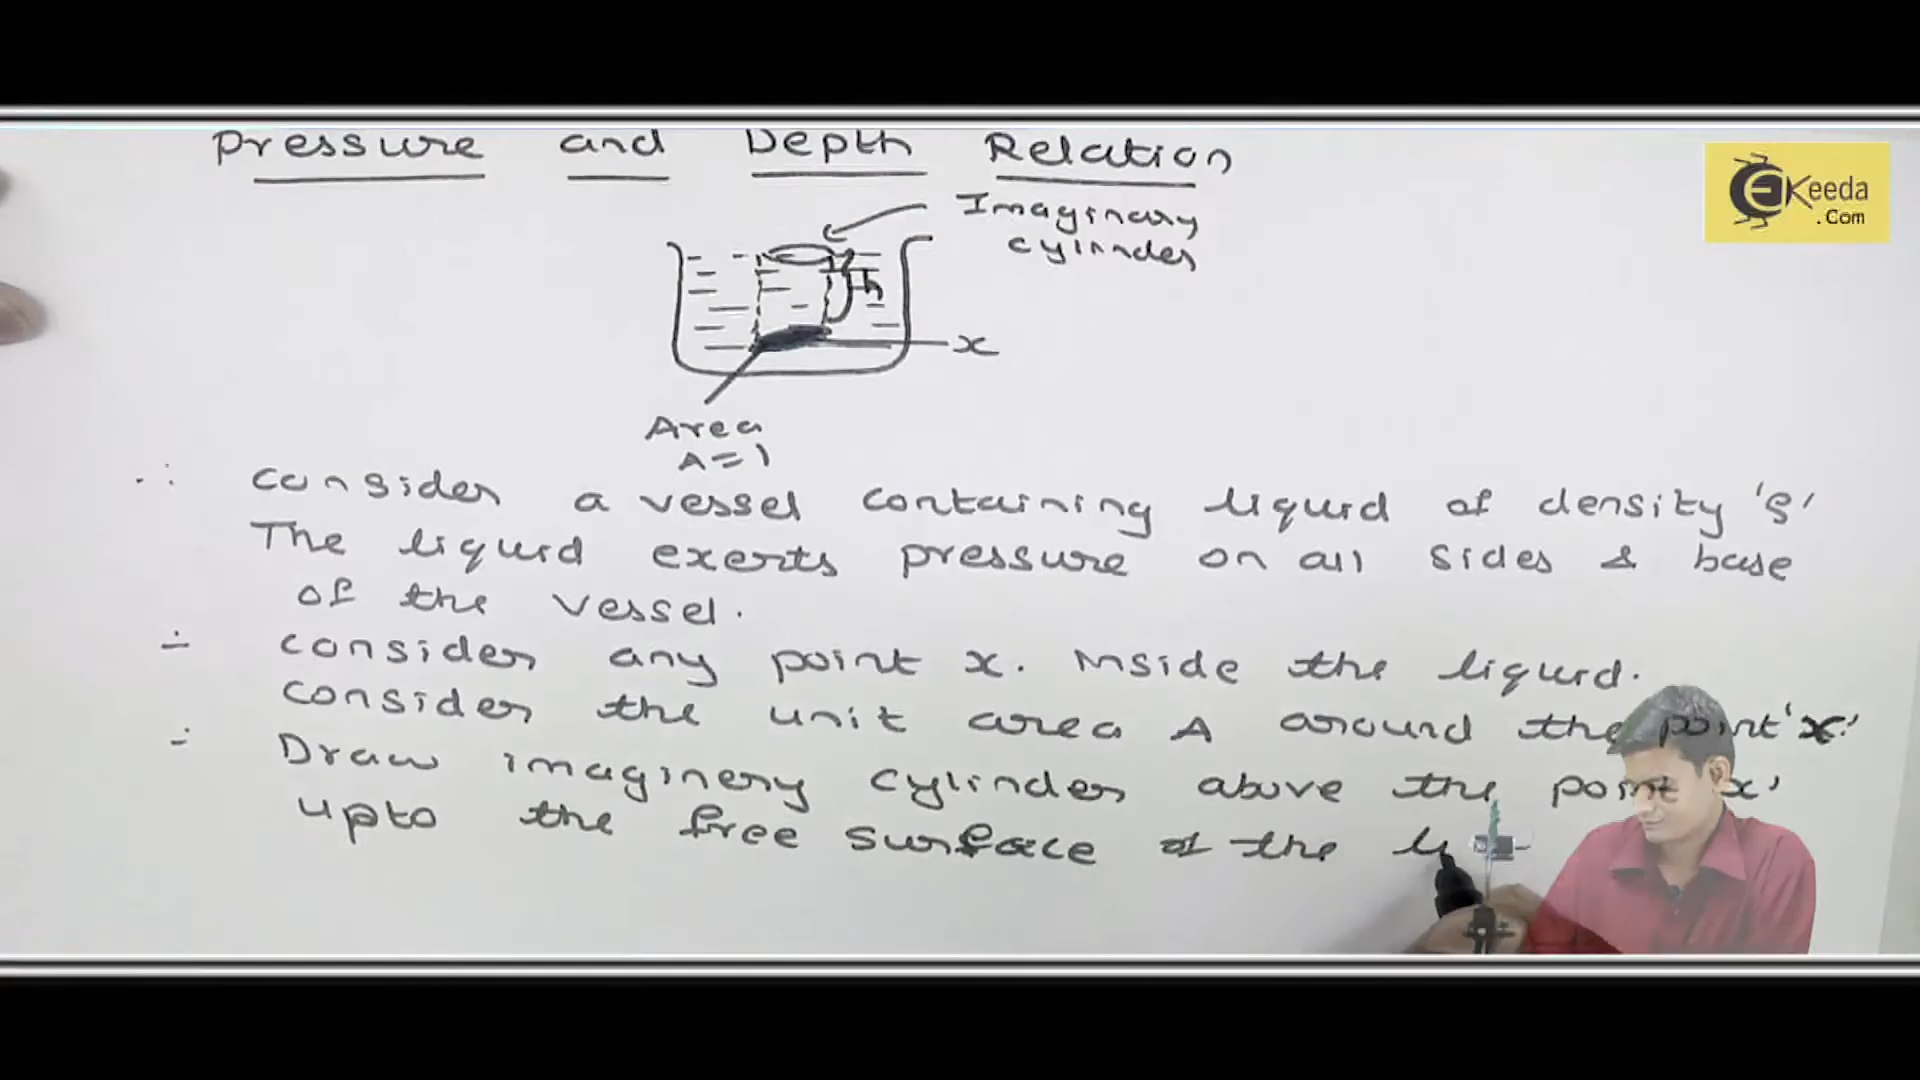 Pressure and Depth Relation
Imaginary
cylinder
h
x
Area
A=1
∴ consider a vessel containing liquid of density 'ρ'
The liquid exerts pressure on all sides & base
of the vessel.
∸ consider any point x. inside the liquid.
consider the unit area A around the point 'x'
∸ Draw imaginery cylinder above the point 'x'
upto the free surface of the
EKeeda
.Com